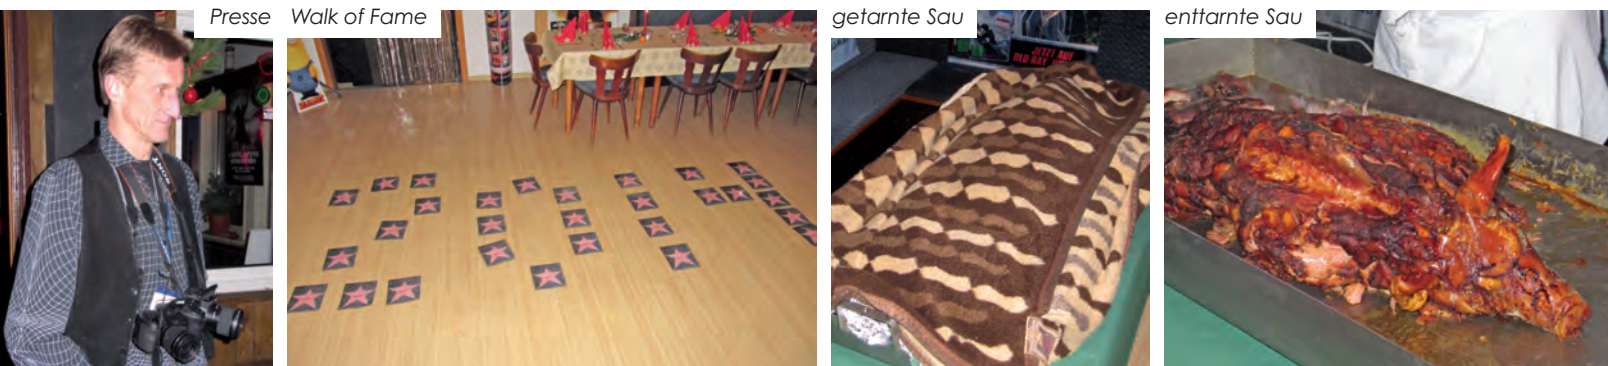 Presse
Walk of Fame
getarnte Sau
enttarnte Sau
JETZT AUF
BLU-RAY